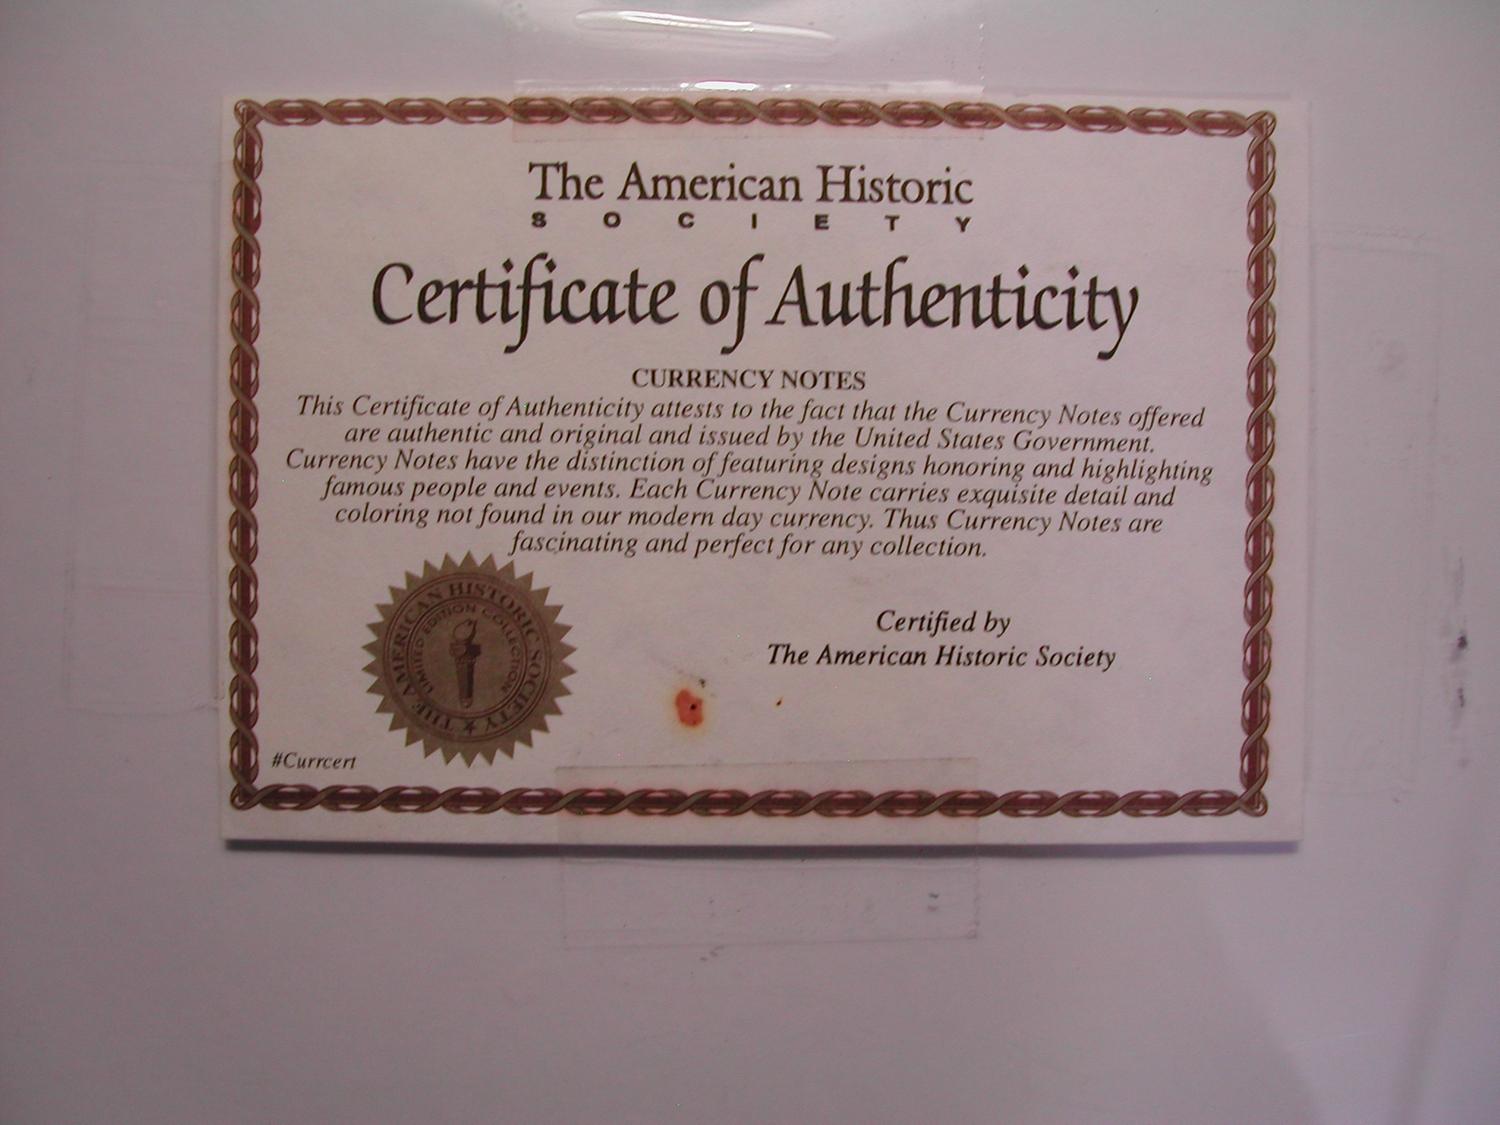 The American Historic
SOCIETY
Certificate of Authenticity
CURRENCY NOTES
This Certificate of Authenticity attests to the fact that the Currency Notes offered
are authentic and original and issued by the United States Government.
Currency Notes have the distinction of featuring designs honoring and highlighting
famous people and events. Each Currency Note carries exquisite detail and
coloring not found in our modern day currency. Thus Currency Notes are
fascinating and perfect for any collection.
THE AMERICAN HISTORIC SOCIETY ★
LIMITED EDITION COLLECTION
Certified by
The American Historic Society
#Currcert